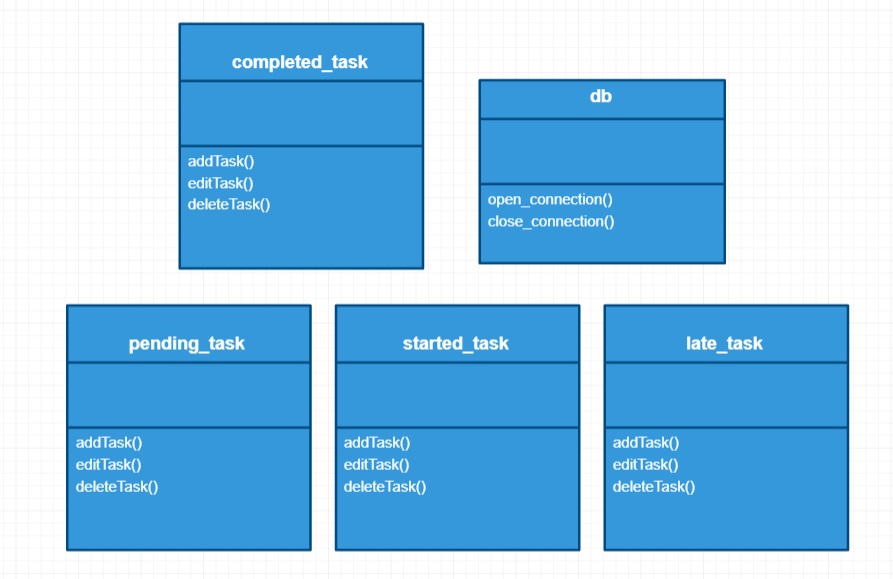 completed_task
addTask()
editTask()
deleteTask()
db
open_connection()
close_connection()
pending_task
addTask()
editTask()
deleteTask()
started_task
addTask()
editTask()
deleteTask()
late_task
addTask()
editTask()
deleteTask()